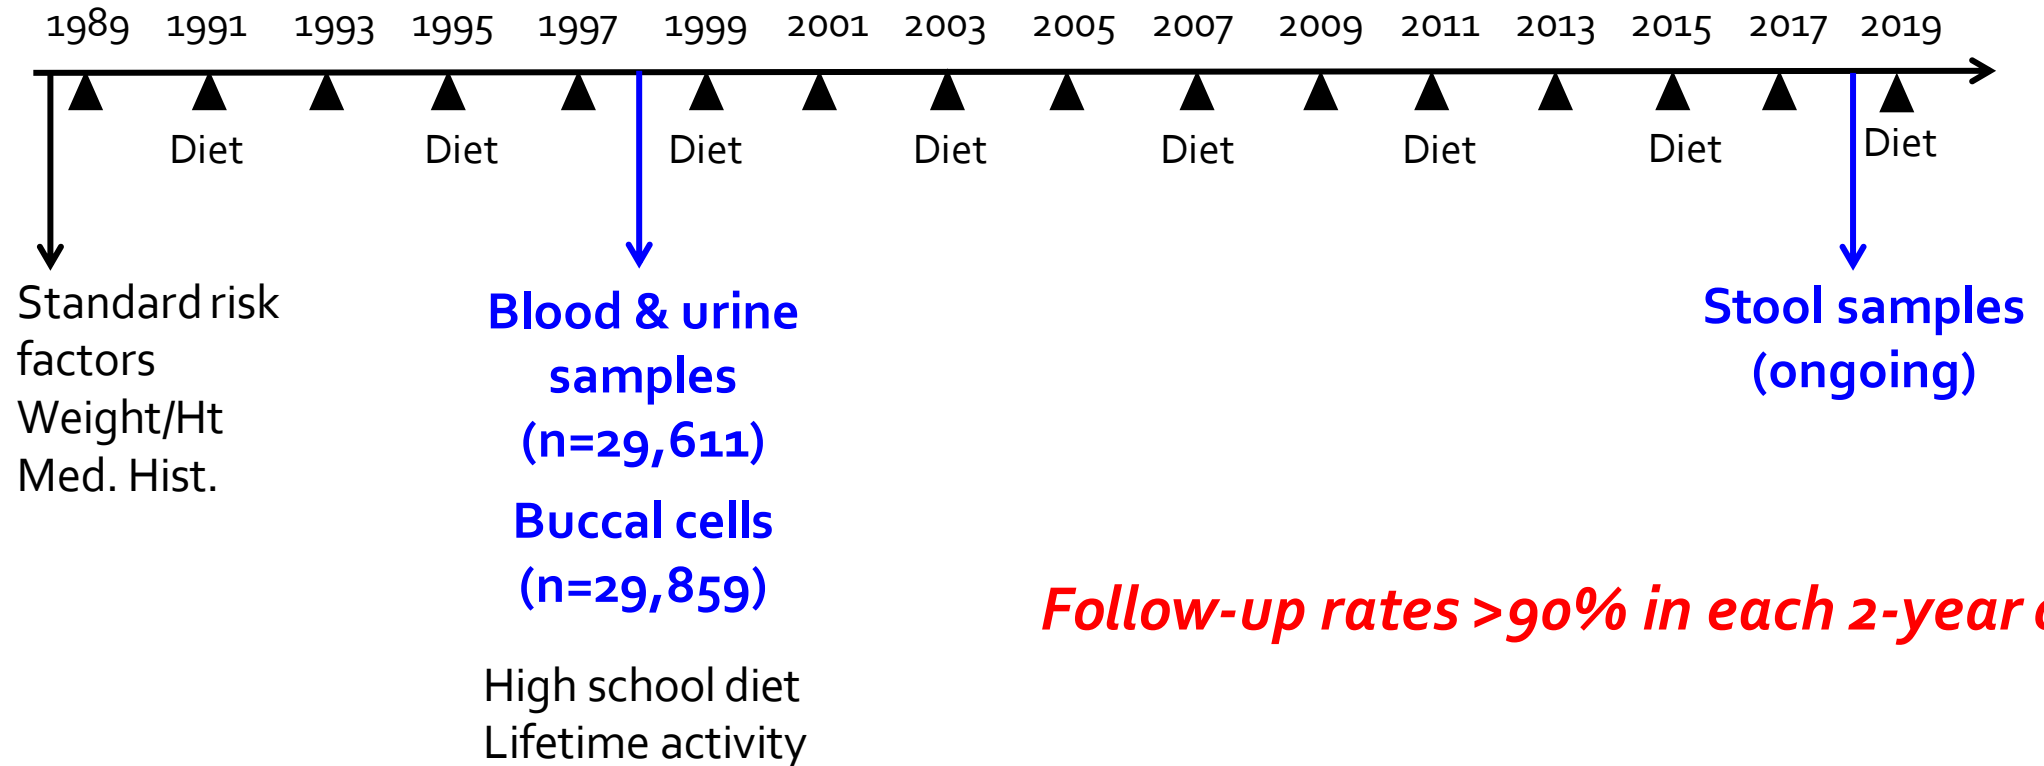 1989 1991 1993 1995 1997 1999 2001 2003 2005 2007 2009 2011 2013 2015 2017 2019
Diet Diet Diet Diet Diet Diet Diet Diet
Standard risk
factors
Weight/Ht
Med. Hist.
Blood & urine
samples
(n=29,611)
Buccal cells
(n=29,859)
High school diet
Lifetime activity
Stool samples
(ongoing)
Follow-up rates >90% in each 2-year